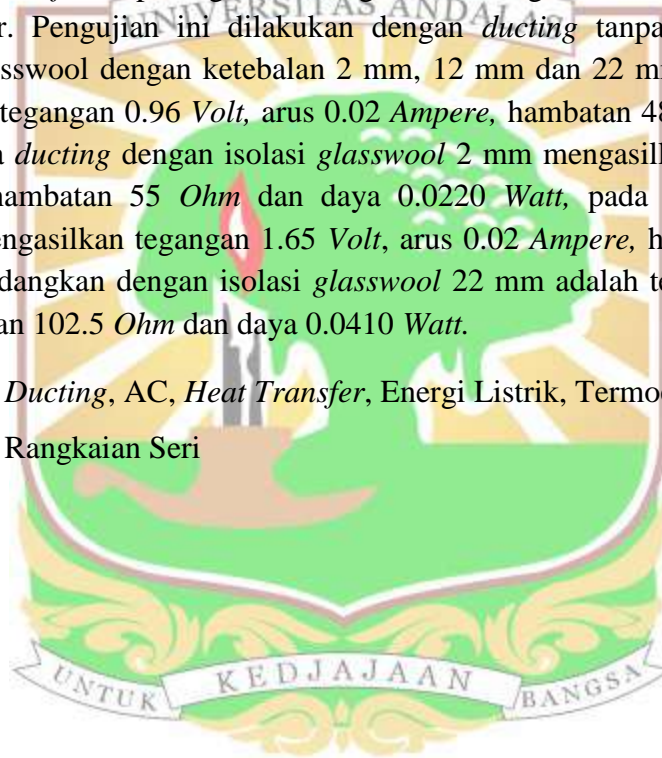 UNIVERSITAS ANDAL
r. Pengujian ini dilakukan dengan ducting tanpa
sswool dengan ketebalan 2 mm, 12 mm dan 22 m
tegangan 0.96 Volt, arus 0.02 Ampere, hambatan 48
ducting dengan isolasi glasswool 2 mm mengasill
ambatan 55 Ohm dan daya 0.0220 Watt, pada
engasilkan tegangan 1.65 Volt, arus 0.02 Ampere, h
dangkan dengan isolasi glasswool 22 mm adalah te
an 102.5 Ohm dan daya 0.0410 Watt.
Ducting, AC, Heat Transfer, Energi Listrik, Termo
Rangkaian Seri
UNTUK KEDJAJAAN BANGSA